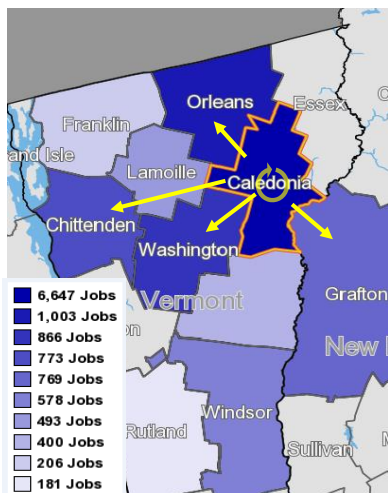 Orleans
Essex
Franklin
and Isle
Lamoille
Caledonia
Chittenden
Washington
Grafton
Vermont
New
Windsor
Rutland
Sullivan
6,647 Jobs
1,003 Jobs
866 Jobs
773 Jobs
769 Jobs
578 Jobs
493 Jobs
400 Jobs
206 Jobs
181 Jobs